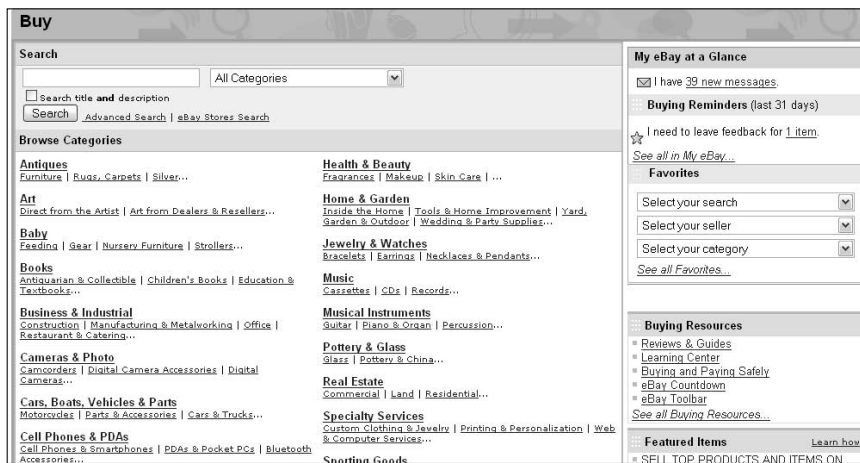 Buy
Search
All Categories
Search title and description
Search Advanced Search | eBay Stores Search
Browse Categories
Antiques
Furniture | Rugs, Carpets | Silver...
Art
Direct from the Artist | Art from Dealers & Resellers...
Baby
Feeding | Gear | Nursery Furniture | Strollers...
Books
Antiquarian & Collectible | Children's Books | Education &
Textbooks...
Business & Industrial
Construction | Manufacturing & Metalworking | Office |
Restaurant & Catering...
Cameras & Photo
Camcorders | Digital Camera Accessories | Digital
Cameras...
Cars, Boats, Vehicles & Parts
Motorcycles | Parts & Accessories | Cars & Trucks...
Cell Phones & PDAs
Cell Phones & Smartphones | PDAs & Pocket PCs | Bluetooth
Accessories...
Health & Beauty
Fragrances | Makeup | Skin Care | ...
Home & Garden
Inside the Home | Tools & Home Improvement | Yard,
Garden & Outdoor | Wedding & Party Supplies...
Jewelry & Watches
Bracelets | Earrings | Necklaces & Pendants...
Music
Cassettes | CDs | Records...
Musical Instruments
Guitar | Piano & Organ | Percussion...
Pottery & Glass
Glass | Pottery & China...
Real Estate
Commercial | Land | Residential...
Specialty Services
Custom Clothing & Jewelry | Printing & Personalization | Web
& Computer Services...
Sporting Goods
My eBay at a Glance
I have 39 new messages.
Buying Reminders (last 31 days)
I need to leave feedback for 1 item.
See all in My eBay...
Favorites
Select your search
Select your seller
Select your category
See all Favorites...
Buying Resources
Reviews & Guides
Learning Center
Buying and Paying Safely
eBay Countdown
eBay Toolbar
See all Buying Resources...
Featured Items Learn how
SELL TOP PRODUCTS AND ITEMS ON